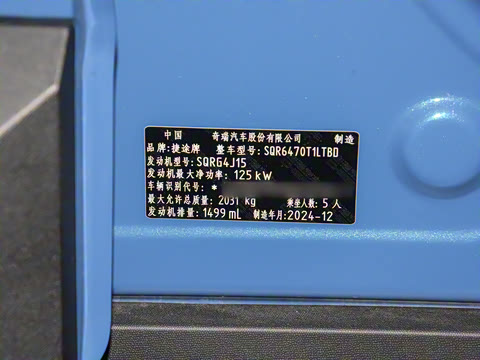 中国 奇瑞汽车股份有限公司 制造
品牌:捷途牌 整车型号:SQR6470T1LTBD
发动机型号:SQRG4J15
发动机最大净功率:125 kW
车辆识别代号:*
最大允许总质量:2031 kg 乘坐人数:5 人
发动机排量:1499 mL 制造年月:2024-12